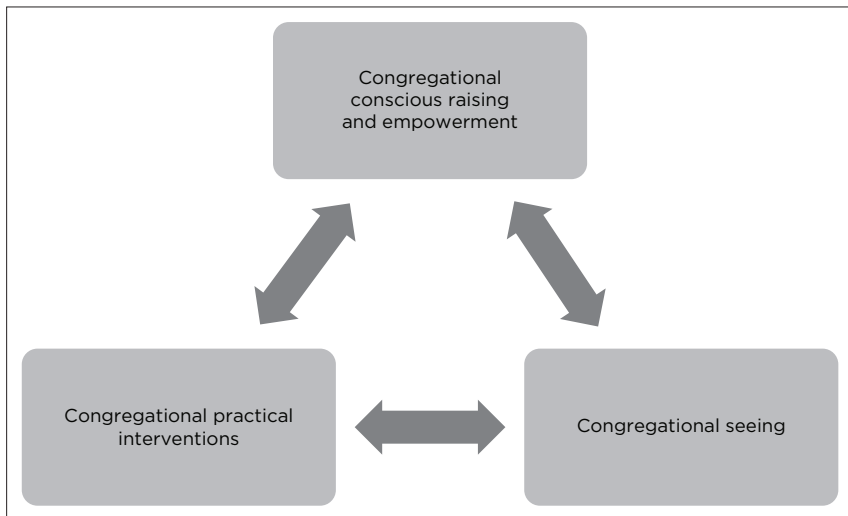 Congregational
conscious raising
and empowerment
Congregational practical
interventions
Congregational seeing